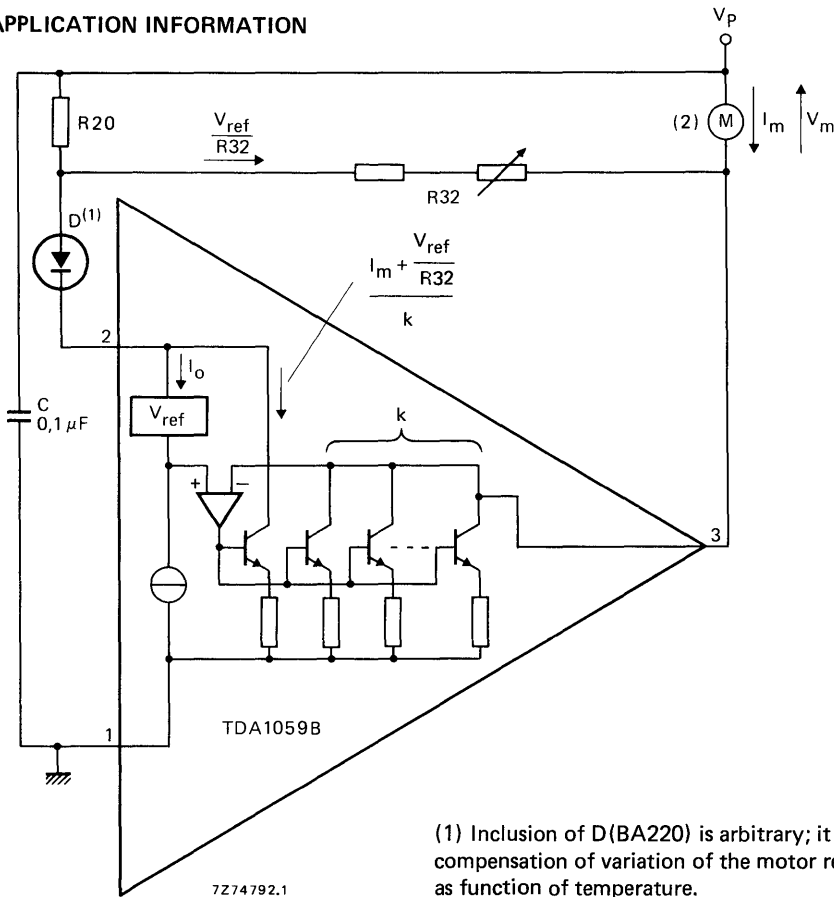 APPLICATION INFORMATION
V_P
R20
V_ref
R32
(2) M I_m V_m
R32
D(1)
I_m + V_ref
R32
k
2
I_o
C
0,1 μF
V_ref
k
+ −
3
1
TDA1059B
(1) Inclusion of D(BA220) is arbitrary; it
compensation of variation of the motor re
as function of temperature.
7Z74792.1